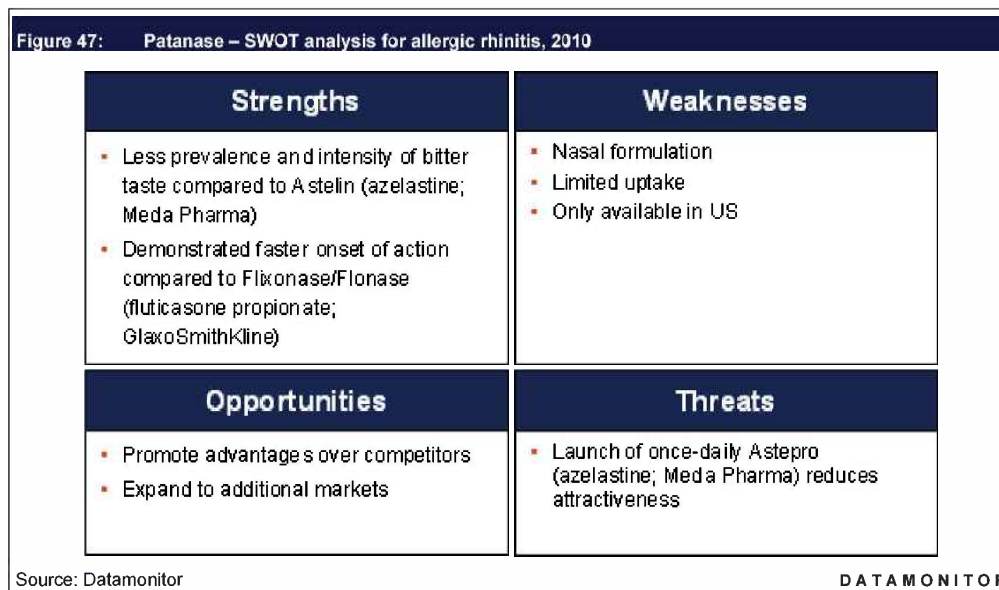 Figure 47: Patanase – SWOT analysis for allergic rhinitis, 2010
Strengths
▪ Less prevalence and intensity of bitter
taste compared to Astelin (azelastine;
Meda Pharma)
▪ Demonstrated faster onset of action
compared to Flixonase/Flonase
(fluticasone propionate;
GlaxoSmithKline)
Weaknesses
▪ Nasal formulation
▪ Limited uptake
▪ Only available in US
Opportunities
▪ Promote advantages over competitors
▪ Expand to additional markets
Threats
▪ Launch of once-daily Astepro
(azelastine; Meda Pharma) reduces
attractiveness
Source: Datamonitor
DATAMONITOR